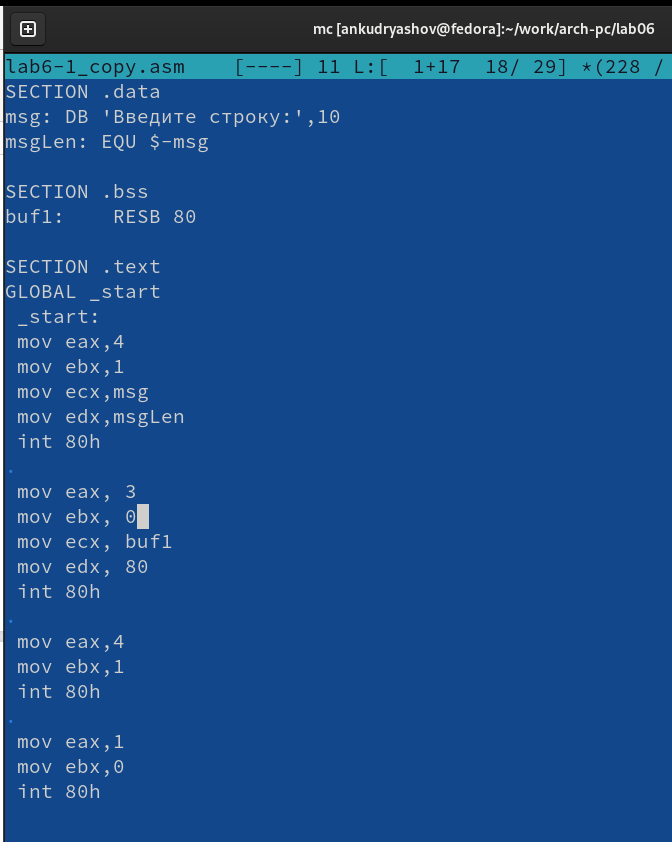 mc [ankudryashov@fedora]:~/work/arch-pc/lab06
lab6-1_copy.asm    [----] 11 L:[  1+17  18/ 29] *(228 /
SECTION .data
msg: DB 'Введите строку:',10
msgLen: EQU $-msg

SECTION .bss
buf1:    RESB 80

SECTION .text
GLOBAL _start
 _start:
 mov eax,4
 mov ebx,1
 mov ecx,msg
 mov edx,msgLen
 int 80h
.
 mov eax, 3
 mov ebx, 0
 mov ecx, buf1
 mov edx, 80
 int 80h
.
 mov eax,4
 mov ebx,1
 int 80h
.
 mov eax,1
 mov ebx,0
 int 80h